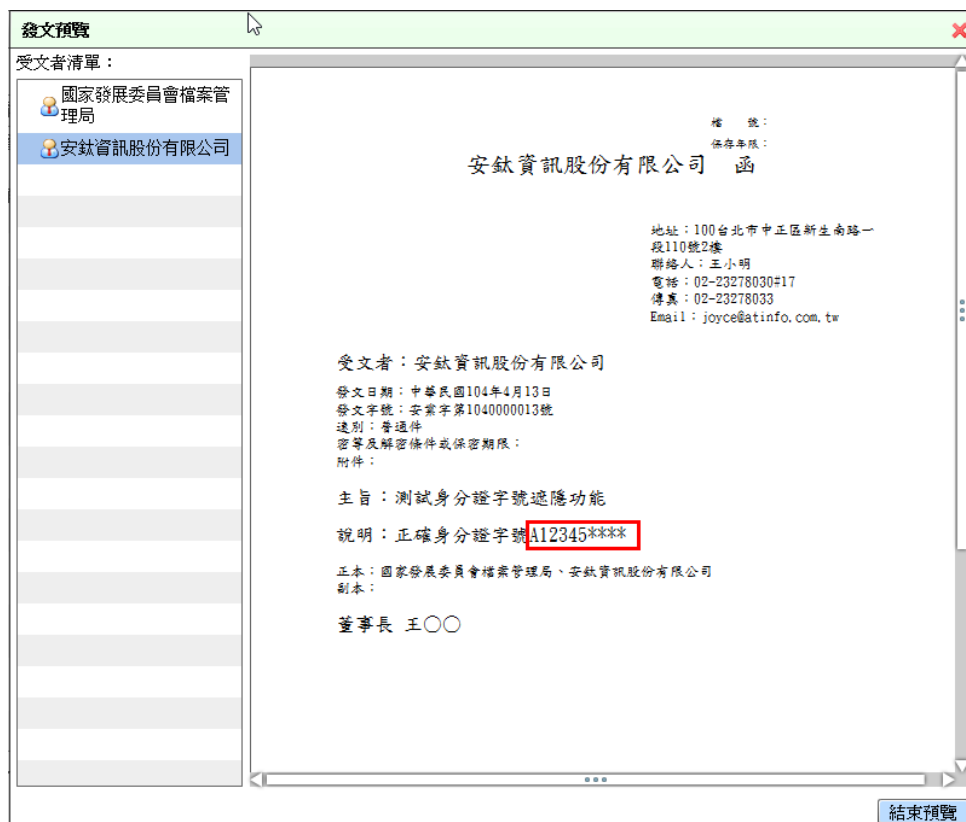 發文預覽
受文者清單：
國家發展委員會檔案管
理局
安鈦資訊股份有限公司
檔　號：
保存年限：
安鈦資訊股份有限公司　函
地址：100台北市中正區新生南路一
段110號2樓
聯絡人：王小明
電話：02-23278030#17
傳真：02-23278033
Email：joyce@atinfo.com.tw
受文者：安鈦資訊股份有限公司
發文日期：中華民國104年4月13日
發文字號：安業字第1040000013號
速別：普通件
密等及解密條件或保密期限：
附件：
主旨：測試身分證字號遮隱功能
說明：正確身分證字號A12345****
正本：國家發展委員會檔案管理局、安鈦資訊股份有限公司
副本：
董事長 王○○
結束預覽